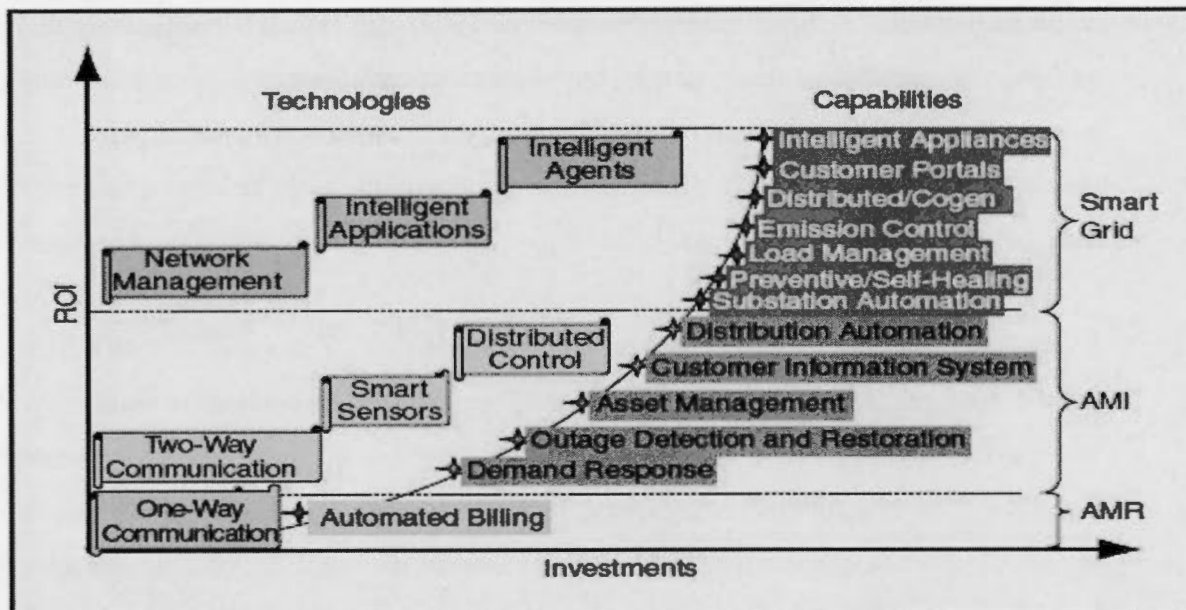 Technologies
Capabilities
Intelligent
Agents
Intelligent
Applications
Network
Management
Intelligent Appliances
Customer Portals
Distributed/Cogen
Emission Control
Load Management
Preventive/Self-Healing
Substation Automation
Smart
Grid
ROI
Distributed
Control
Smart
Sensors
Two-Way
Communication
Distribution Automation
Customer Information System
Asset Management
Outage Detection and Restoration
Demand Response
AMI
One-Way
Communication
Automated Billing
AMR
Investments